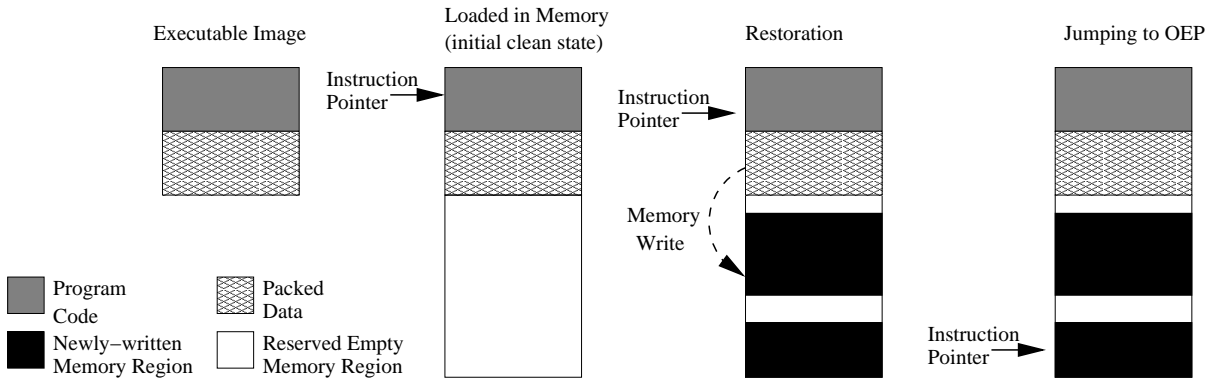 Executable Image
Loaded in Memory
(initial clean state)
Restoration
Jumping to OEP
Instruction
Pointer
Instruction
Pointer
Memory
Write
Instruction
Pointer
Program
Code
Packed
Data
Newly−written
Memory Region
Reserved Empty
Memory Region